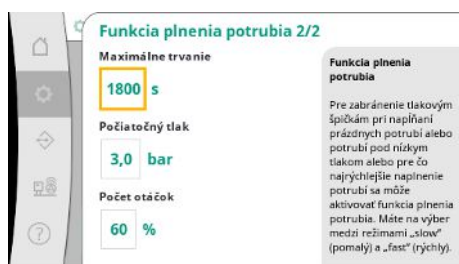 Funkcia plnenia potrubia 2/2
Maximálne trvanie
1800 s
Počiatočný tlak
3,0 bar
Počet otáčok
60 %
Funkcia plnenia
potrubia
Pre zabránenie tlakovým
špičkám pri napĺňaní
prázdnych potrubí alebo
potrubí pod nízkym
tlakom alebo pre čo
najrýchlejšie naplnenie
potrubí sa môže
aktivovať funkcia plnenia
potrubia. Máte na výber
medzi režimami „slow"
(pomalý) a „fast" (rýchly).